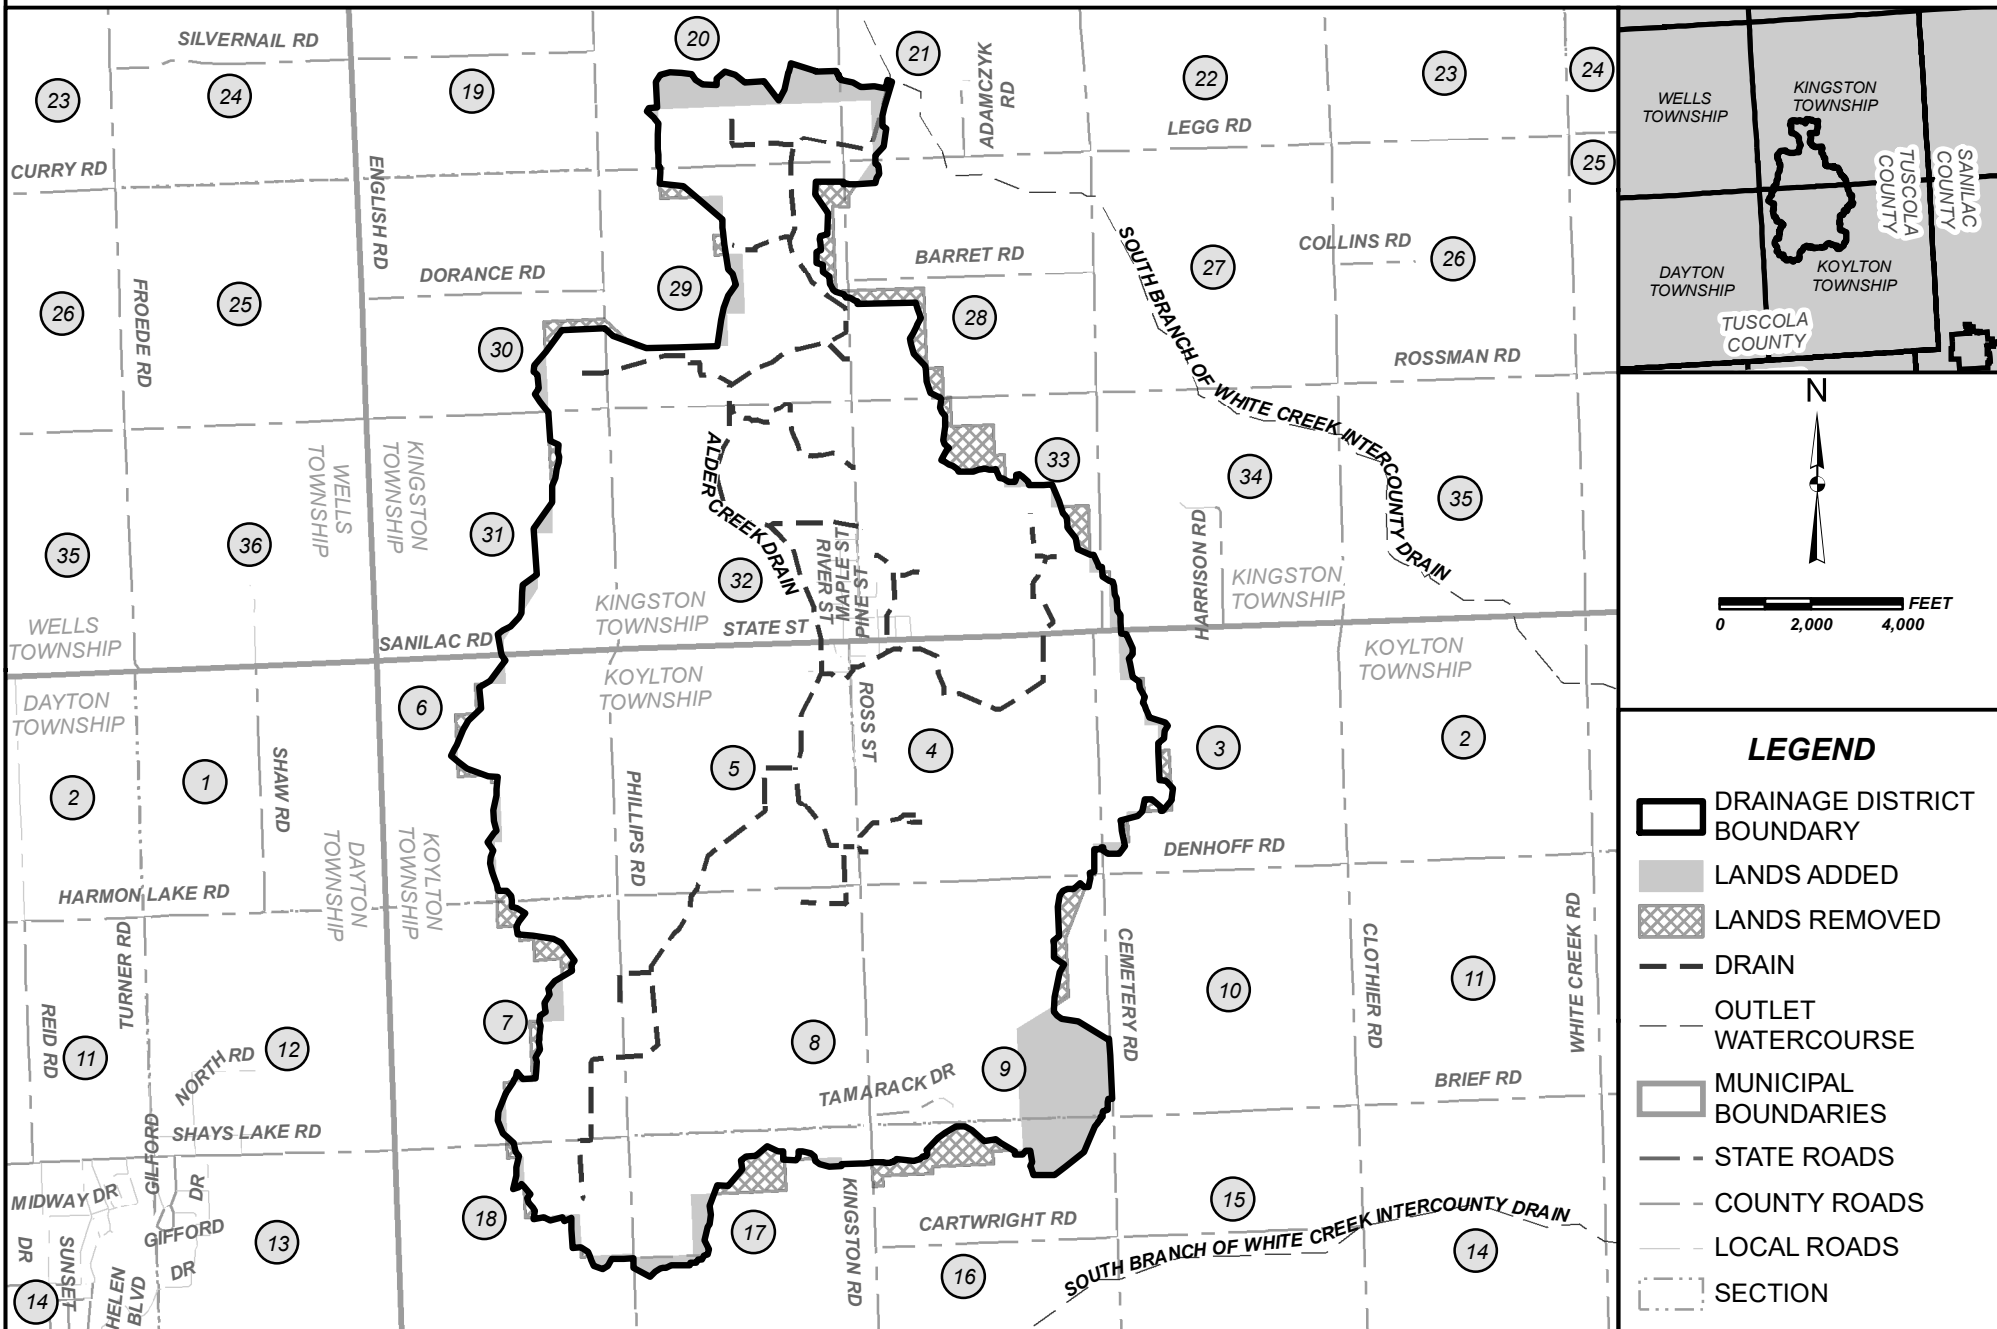 SILVERNAIL RD
20
21
ADAMCZYK
RD
22
23
24
23
24
19
LEGG RD
CURRY RD
25
ENGLISH RD
FROEDE RD
DORANCE RD
BARRET RD
COLLINS RD
26
25
29
28
27
26
SOUTH BRANCH OF WHITE CREEK INTERCOUNTY DRAIN
30
ROSSMAN RD
WELLS
TOWNSHIP
KINGSTON
TOWNSHIP
ALDER CREEK DRAIN
33
34
35
35
36
31
32
RIVER ST
MAPLE ST
PINE ST
HARRISON RD
KINGSTON
TOWNSHIP
KINGSTON
TOWNSHIP
WELLS
TOWNSHIP
SANILAC RD
STATE ST
KOYLTON
TOWNSHIP
KOYLTON
TOWNSHIP
DAYTON
TOWNSHIP
6
ROSS ST
5
4
3
2
2
1
SHAW RD
PHILLIPS RD
DAYTON
TOWNSHIP
KOYLTON
TOWNSHIP
DENHOFF RD
HARMON LAKE RD
TURNER RD
REID RD
CEMETERY RD
CLOTHIER RD
WHITE CREEK RD
7
8
9
10
11
11
12
NORTH RD
TAMARACK DR
BRIEF RD
SHAYS LAKE RD
GILFORD
DR
MIDWAY DR
GIFFORD
DR
DR
SUNSET
HELEN
BLVD
13
14
18
17
KINGSTON RD
CARTWRIGHT RD
16
15
14
SOUTH BRANCH OF WHITE CREEK INTERCOUNTY DRAIN
WELLS
TOWNSHIP
KINGSTON
TOWNSHIP
TUSCOLA
COUNTY
SANILAC
COUNTY
DAYTON
TOWNSHIP
KOYLTON
TOWNSHIP
TUSCOLA
COUNTY
N
FEET
0 2,000 4,000
LEGEND
DRAINAGE DISTRICT
BOUNDARY
LANDS ADDED
LANDS REMOVED
DRAIN
OUTLET
WATERCOURSE
MUNICIPAL
BOUNDARIES
STATE ROADS
COUNTY ROADS
LOCAL ROADS
SECTION